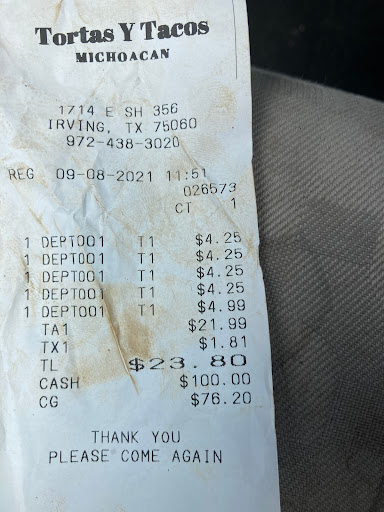 Tortas Y Tacos
MICHOACAN
1714 E SH 356
IRVING, TX 75060
972-438-3020
REG 09-08-2021 11:51
026573
CT 1
1 DEPT001 T1 $4.25
1 DEPT001 T1 $4.25
1 DEPT001 T1 $4.25
1 DEPT001 T1 $4.25
1 DEPT001 T1 $4.99
TA1 $21.99
TX1 $1.81
TL $23.80
CASH $100.00
CG $76.20
THANK YOU
PLEASE COME AGAIN